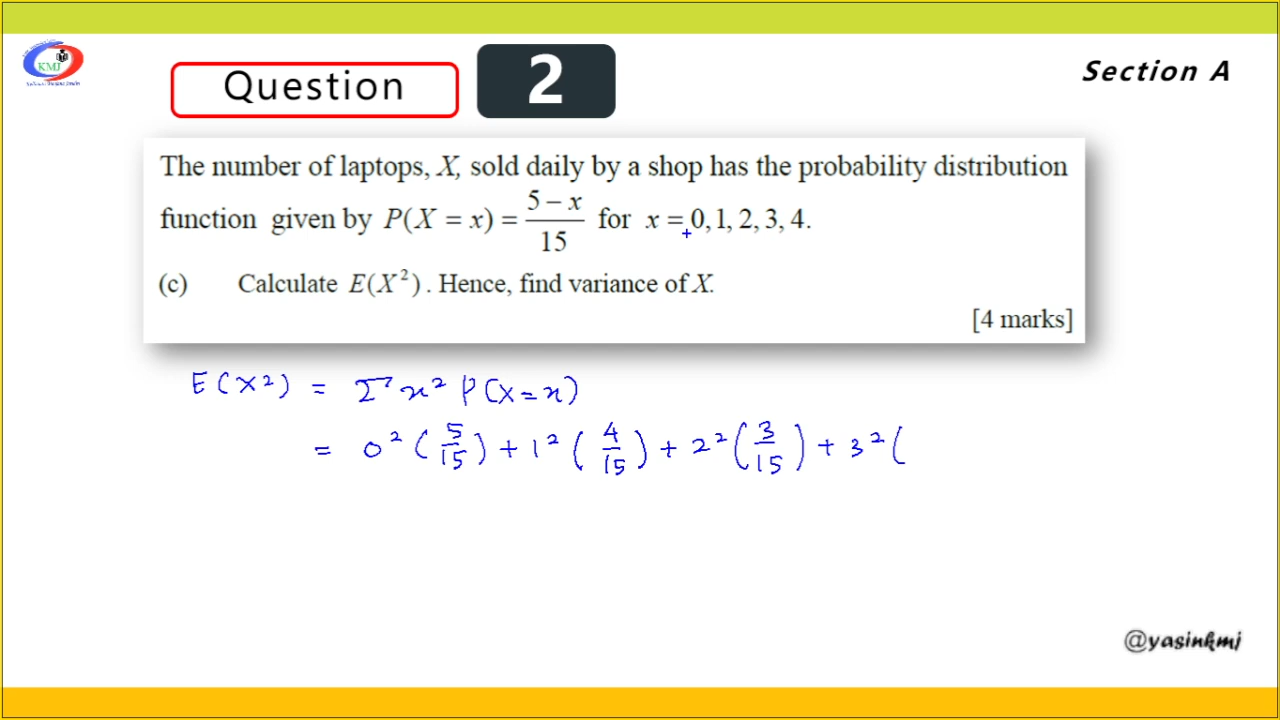 KMJ
Question 2
Section A
The number of laptops, X, sold daily by a shop has the probability distribution
function given by P(X = x) = (5 − x)/15 for x = 0, 1, 2, 3, 4.
(c) Calculate E(X²). Hence, find variance of X.
[4 marks]
E(X²) = Σ x² P(X = x)
= 0² (5/15) + 1² (4/15) + 2² (3/15) + 3² (
@yasinkmj